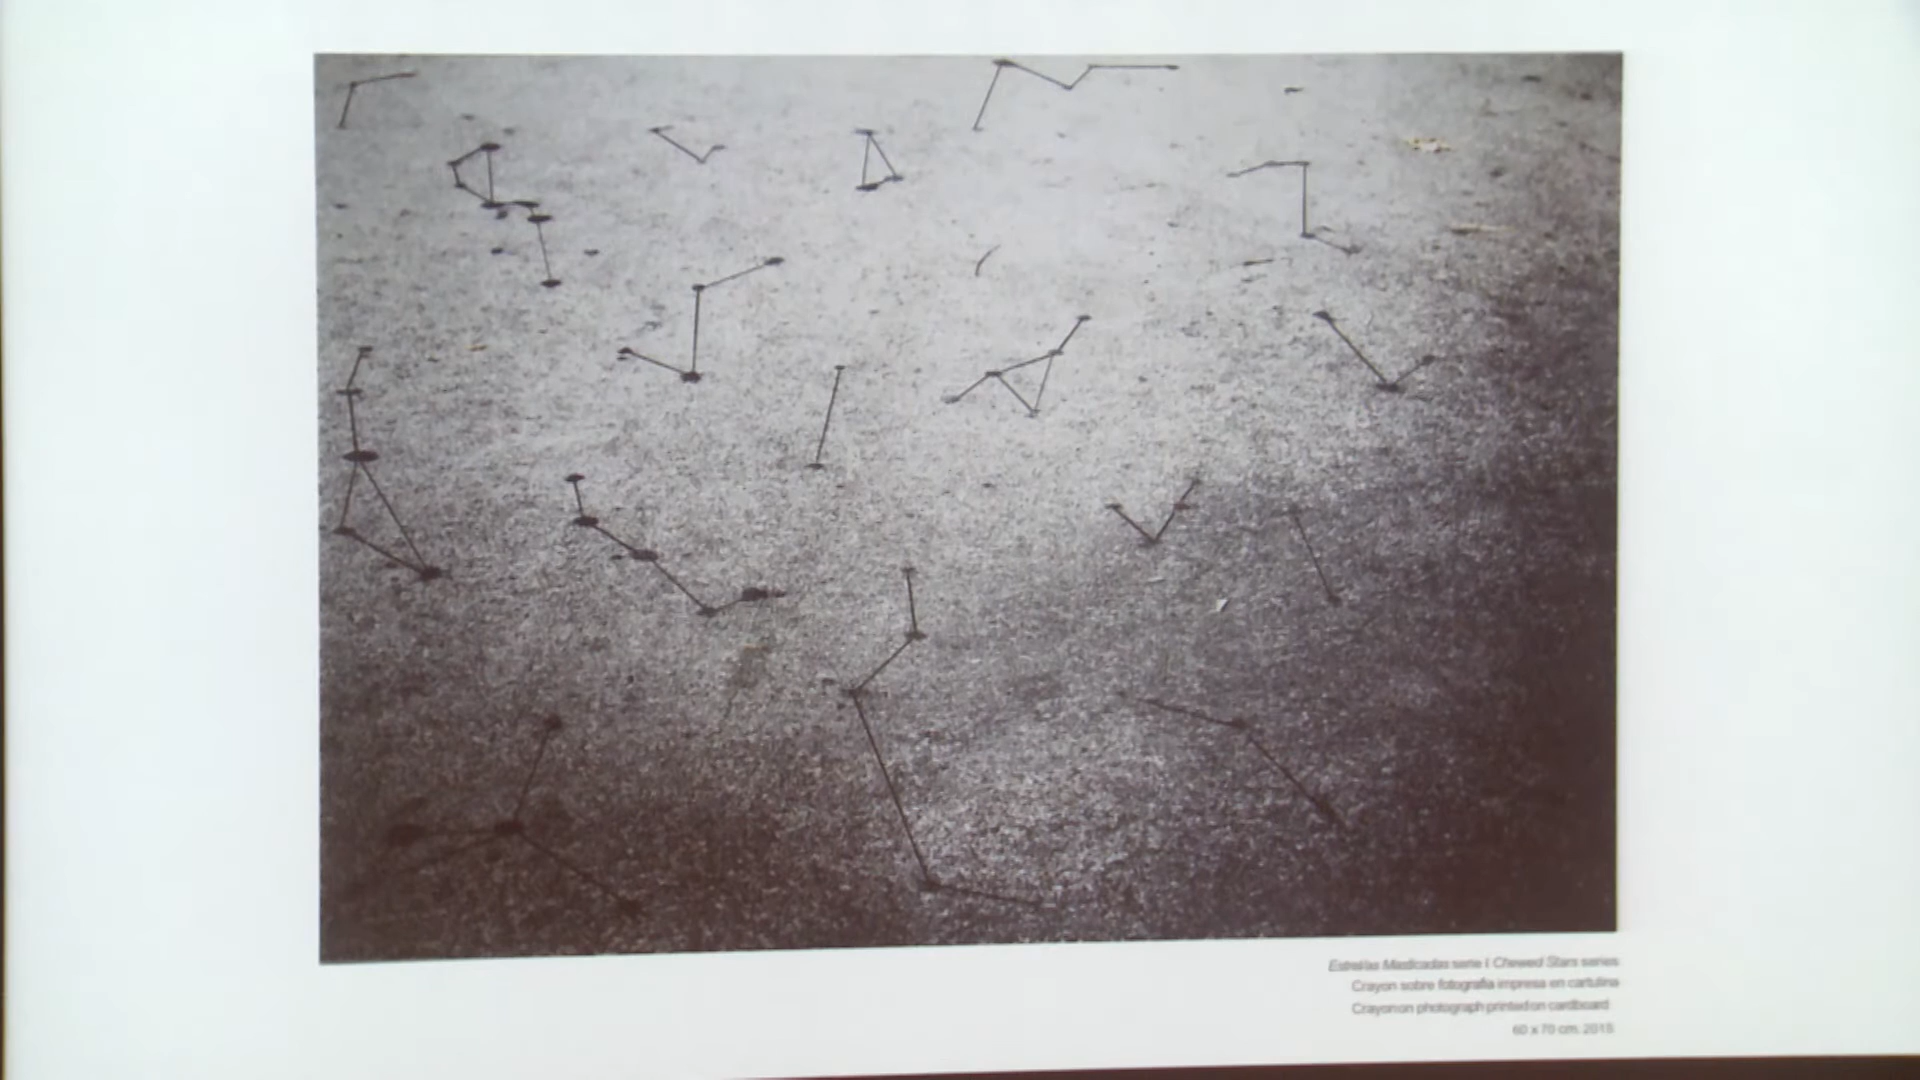 Estrellas Masticadas serie I Chewed Stars series
Crayon sobre fotografía impresa en cartulina
Crayon on photograph printed on cardboard
60 x 70 cm. 2015